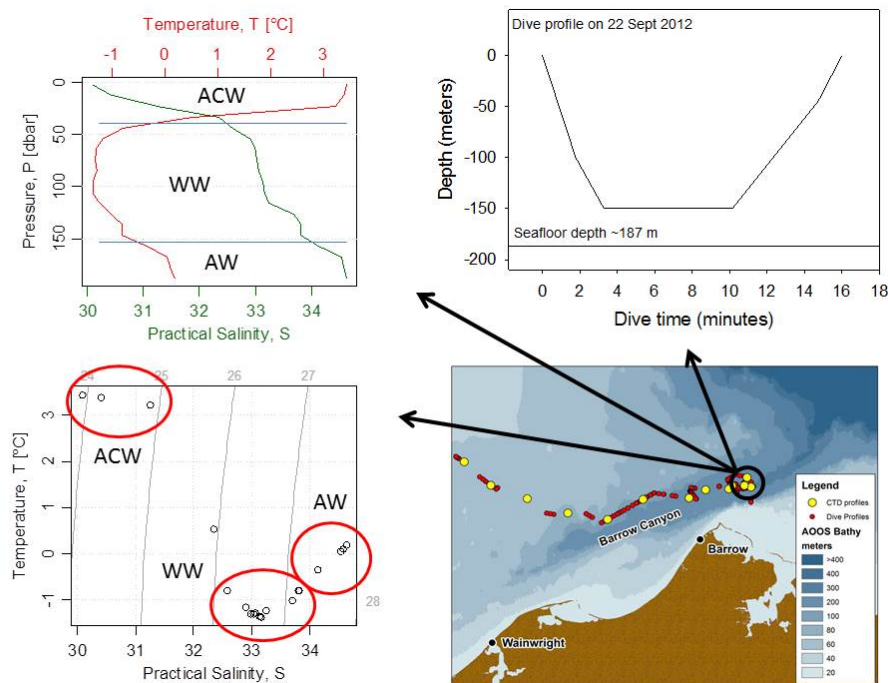 Temperature, T [°C]
-1 0 1 2 3
0
50
100
150
Pressure, P [dbar]
ACW
WW
AW
30 31 32 33 34
Practical Salinity, S
Dive profile on 22 Sept 2012
0
-50
-100
-150
-200
Depth (meters)
Seafloor depth ~187 m
0 2 4 6 8 10 12 14 16 18
Dive time (minutes)
24 25 26 27
3
2
1
0
-1
Temperature, T [°C]
ACW
AW
WW
28
30 31 32 33 34
Practical Salinity, S
Barrow Canyon
Barrow
Wainwright
Legend
CTD profiles
Dive Profiles
AOOS Bathy
meters
>400
400
300
200
100
80
60
40
20